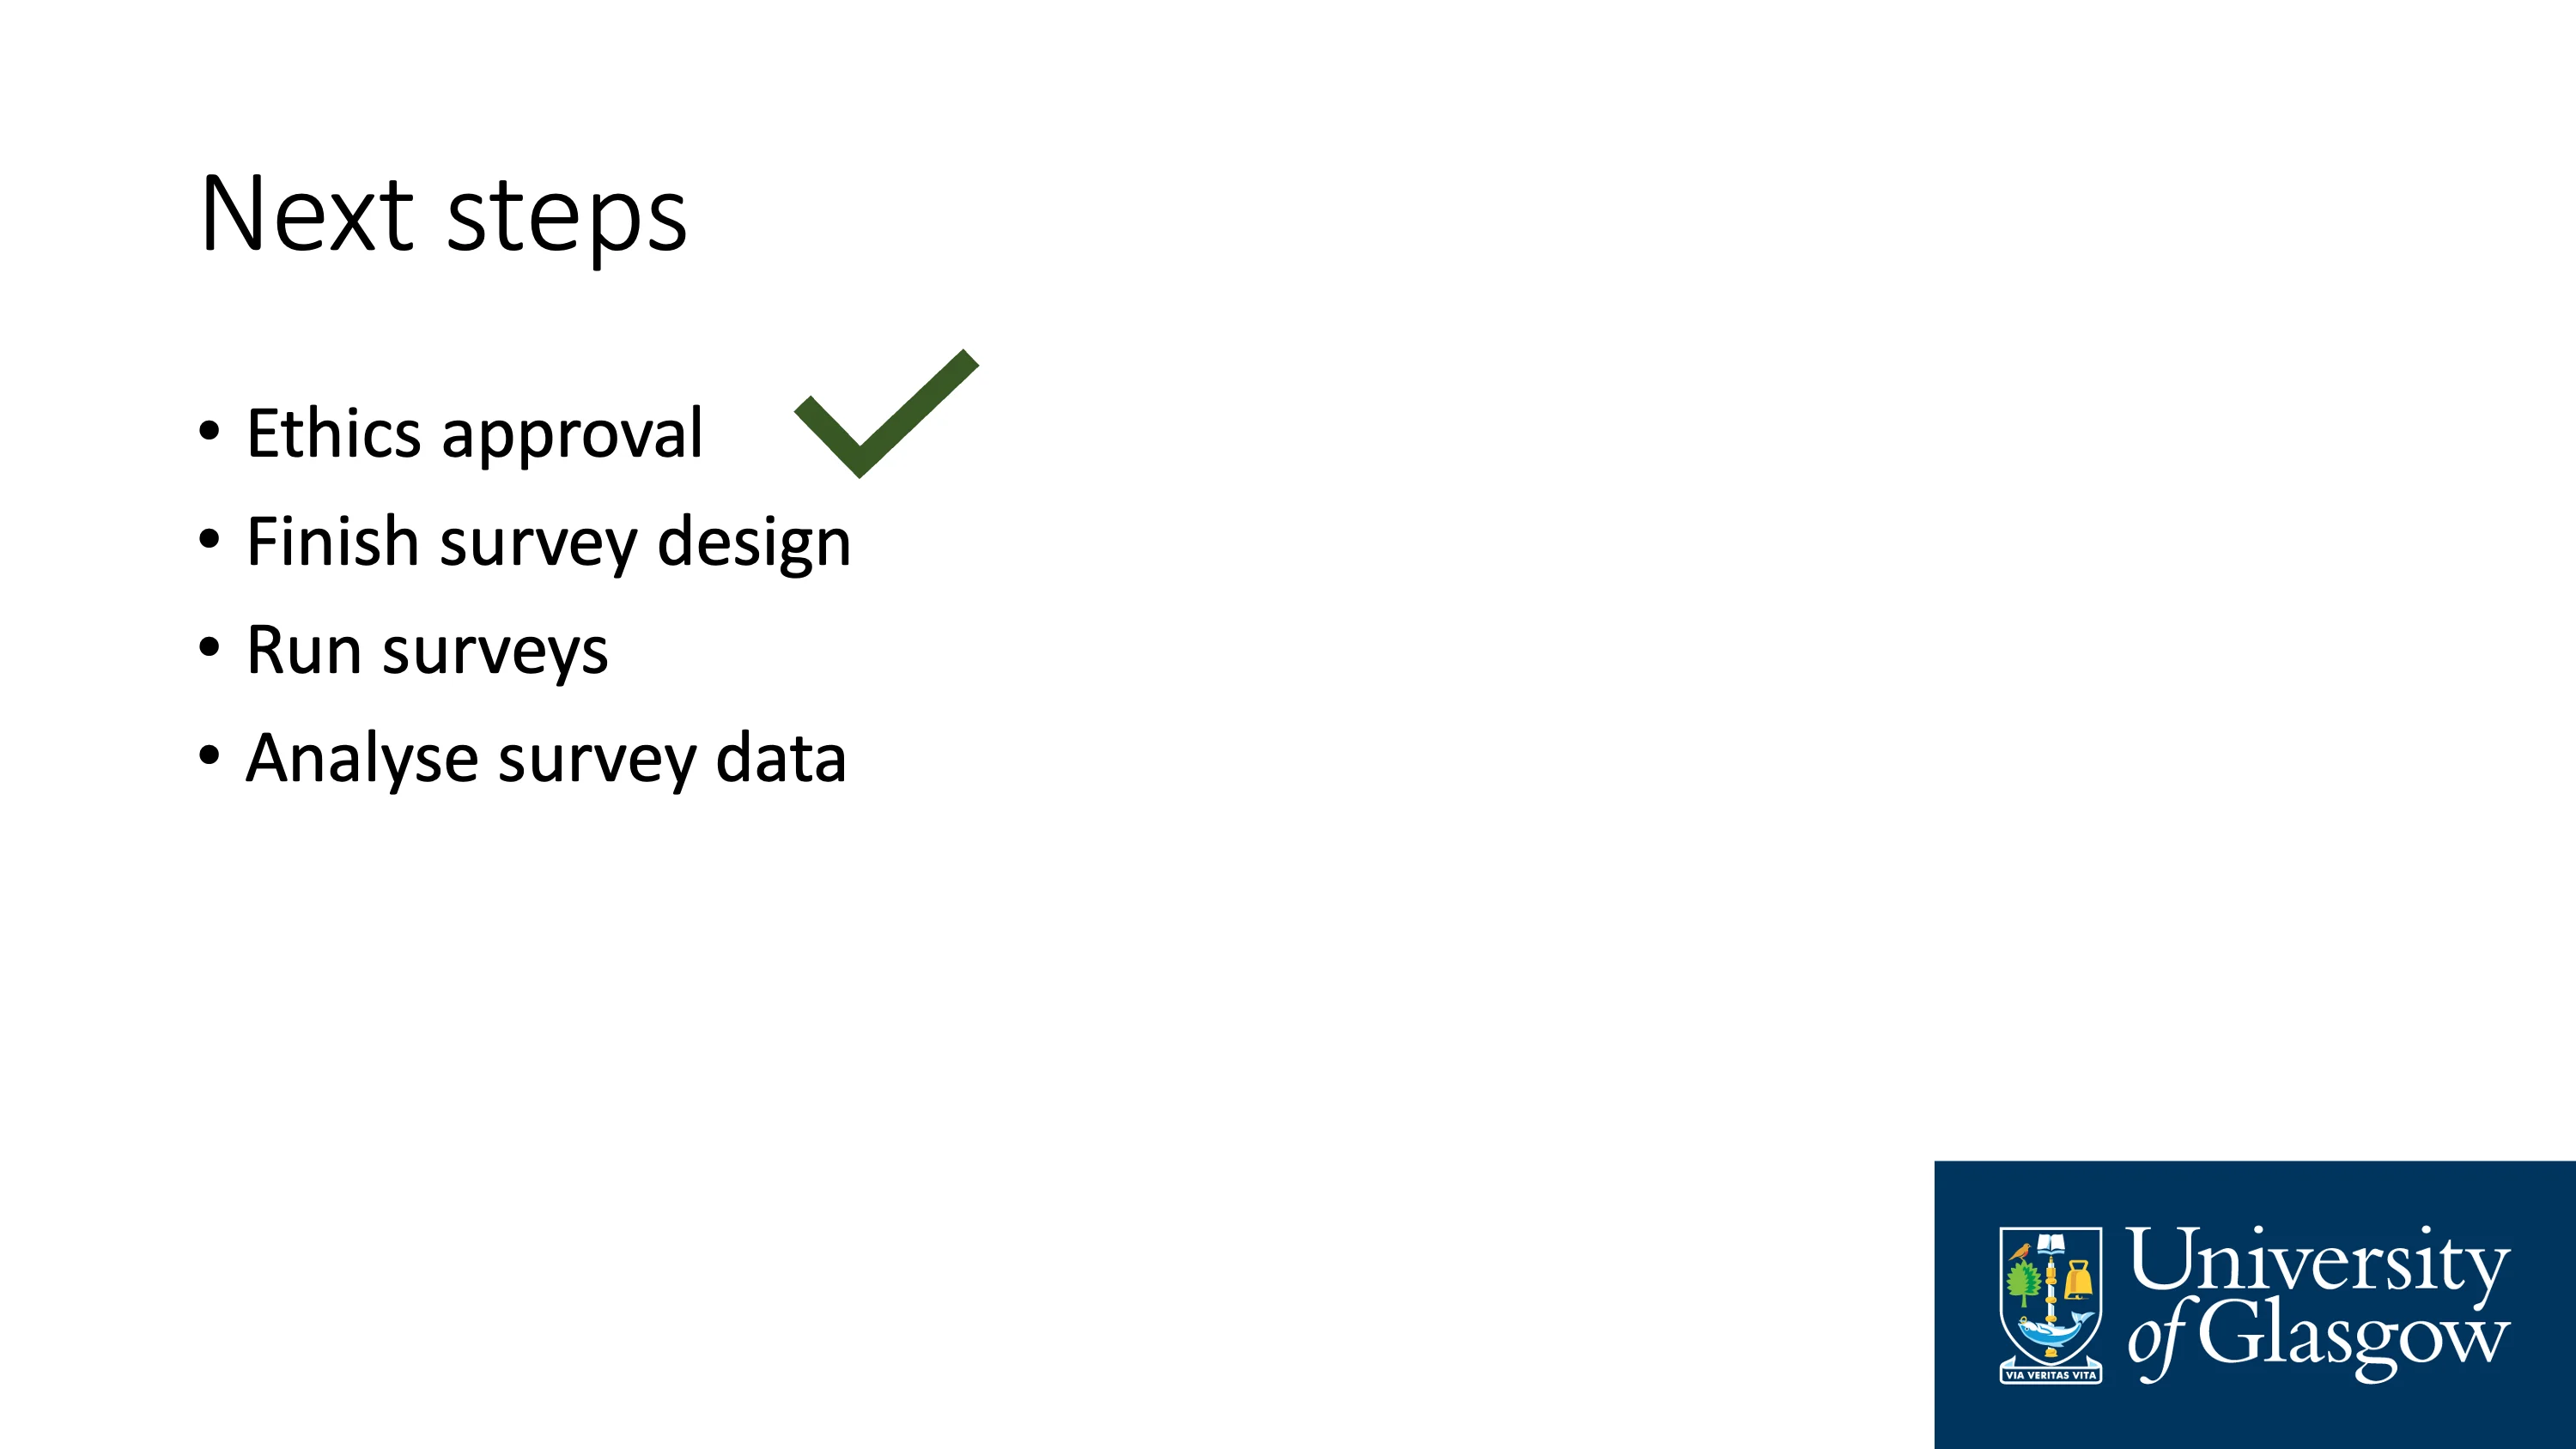 Next steps
• Ethics approval
• Finish survey design
• Run surveys
• Analyse survey data
University
of Glasgow
VIA VERITAS VITA